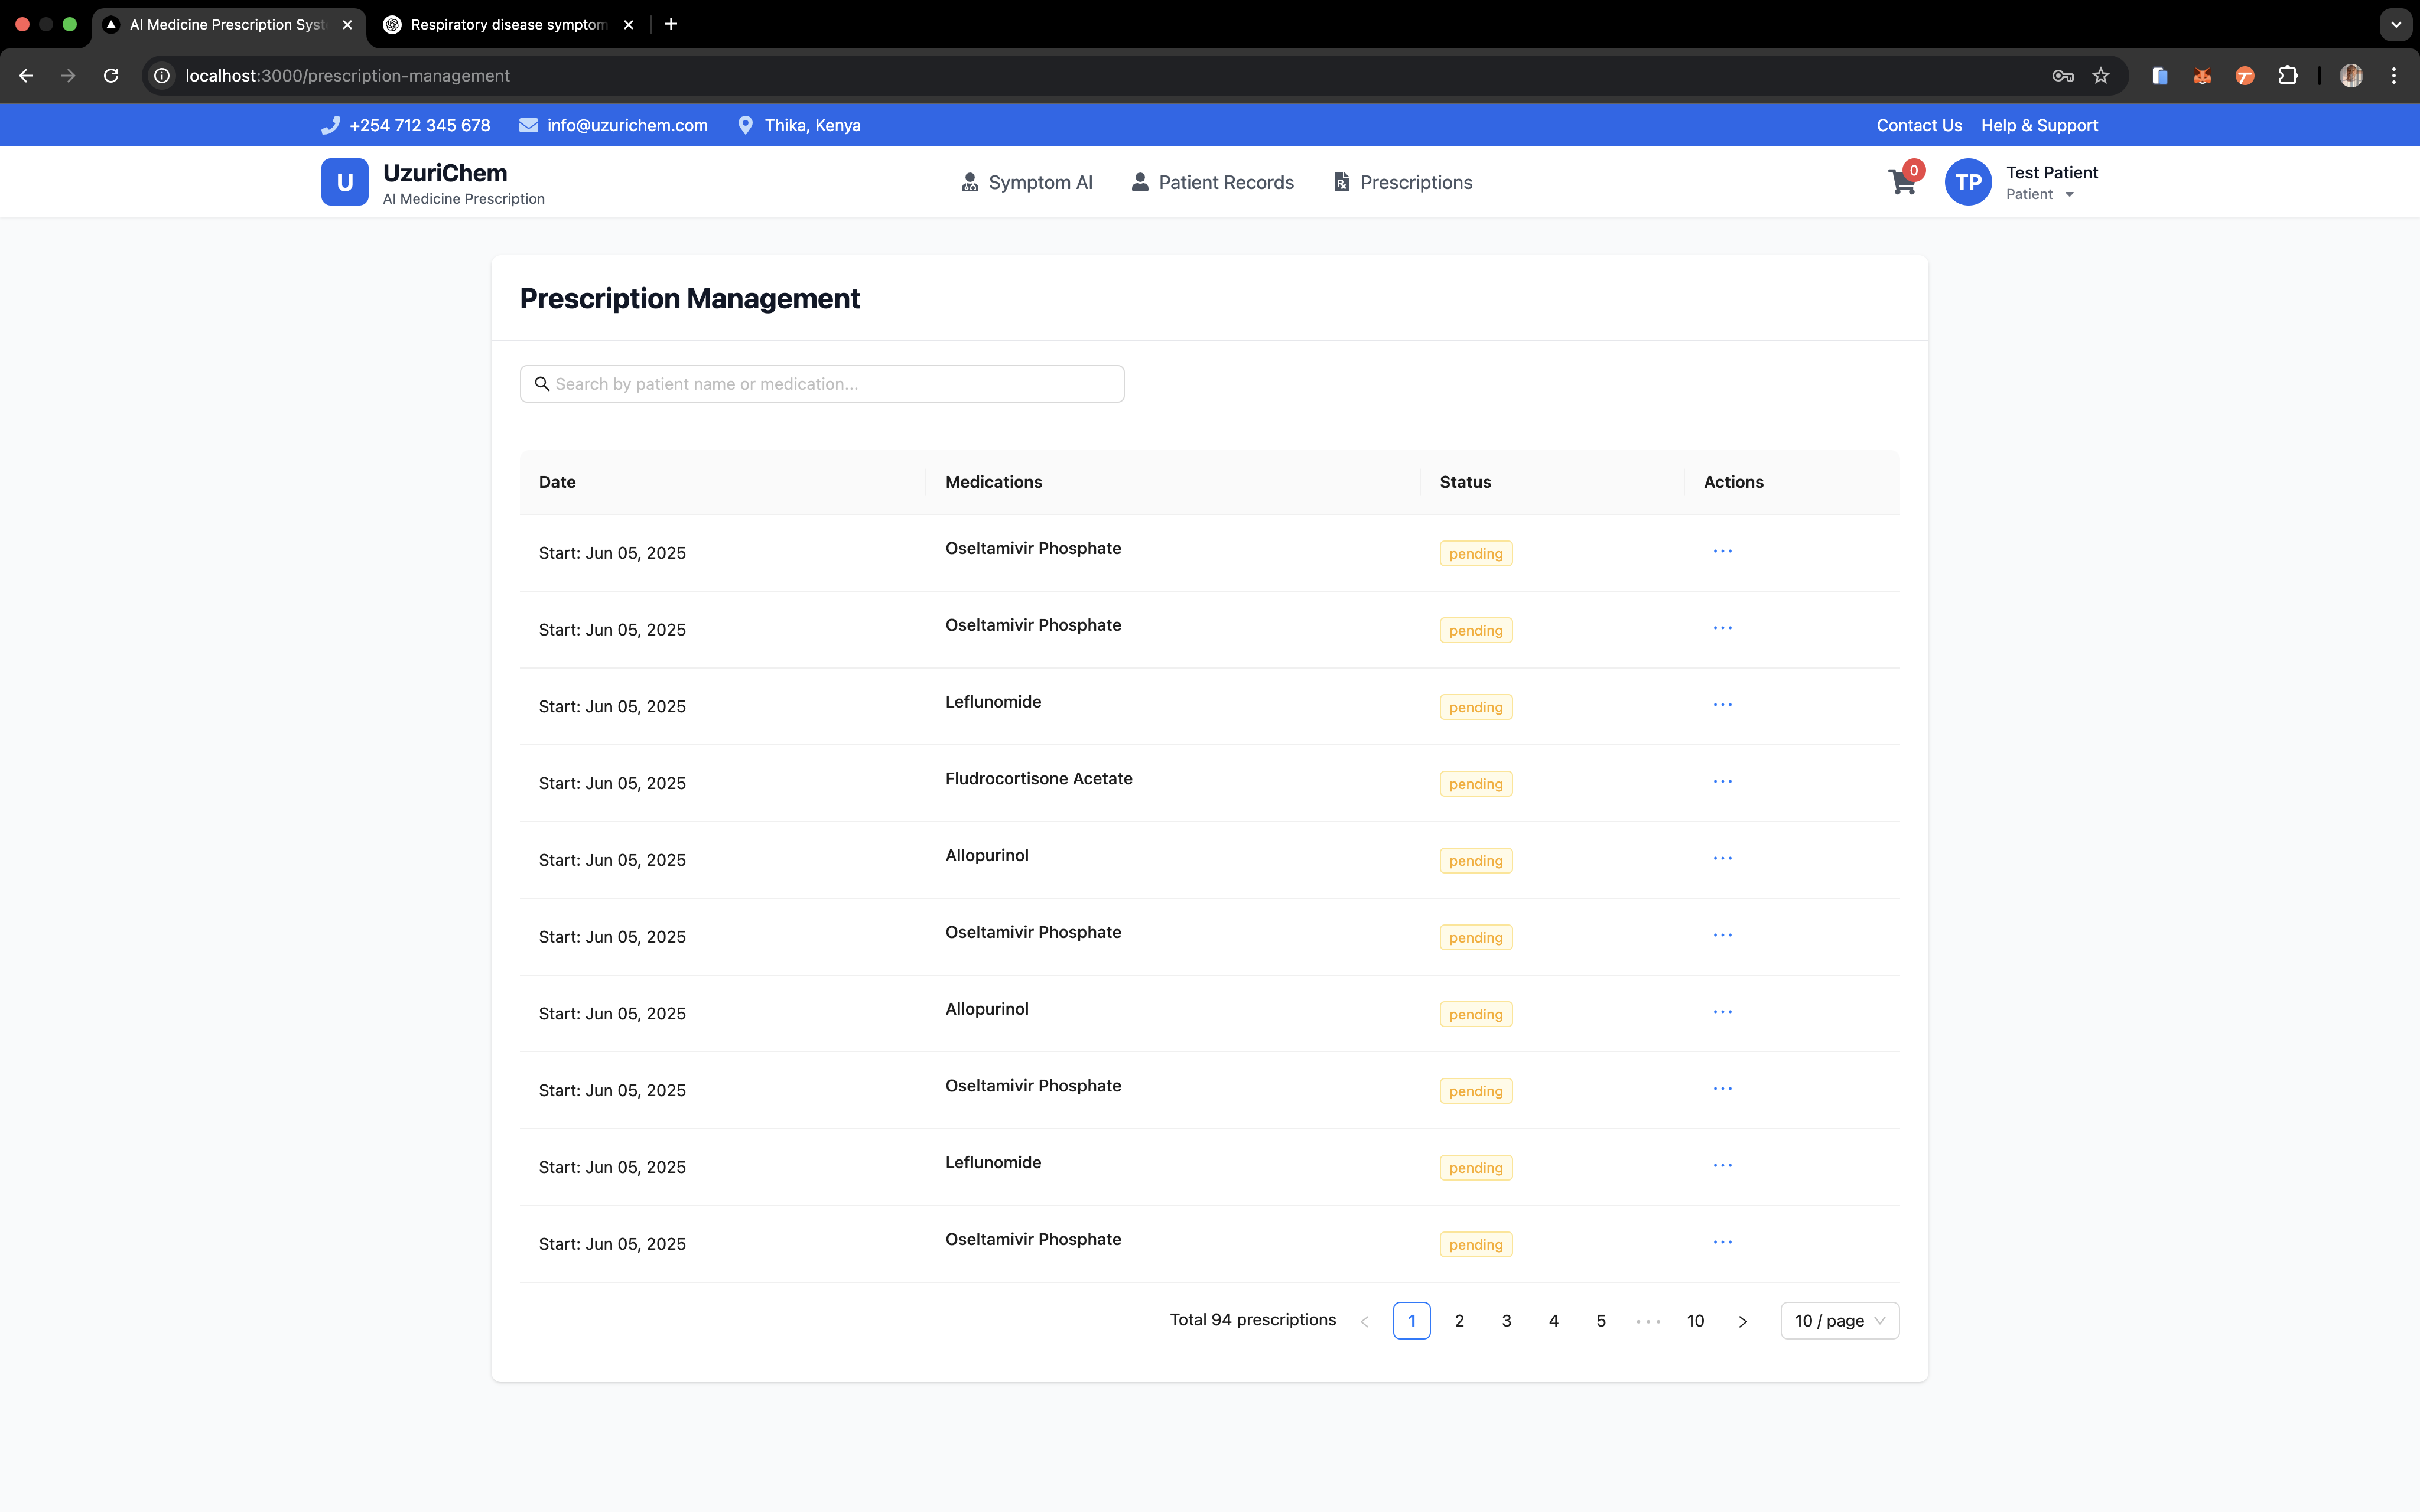 AI Medicine Prescription Syst
Respiratory disease symptom
localhost:3000/prescription-management
+254 712 345 678 info@uzurichem.com Thika, Kenya Contact Us Help & Support
U UzuriChem
AI Medicine Prescription
Symptom AI Patient Records Prescriptions
0
TP Test Patient
Patient
Prescription Management
Search by patient name or medication...
Date Medications Status Actions
Start: Jun 05, 2025 Oseltamivir Phosphate pending ...
Start: Jun 05, 2025 Oseltamivir Phosphate pending ...
Start: Jun 05, 2025 Leflunomide pending ...
Start: Jun 05, 2025 Fludrocortisone Acetate pending ...
Start: Jun 05, 2025 Allopurinol pending ...
Start: Jun 05, 2025 Oseltamivir Phosphate pending ...
Start: Jun 05, 2025 Allopurinol pending ...
Start: Jun 05, 2025 Oseltamivir Phosphate pending ...
Start: Jun 05, 2025 Leflunomide pending ...
Start: Jun 05, 2025 Oseltamivir Phosphate pending ...
Total 94 prescriptions < 1 2 3 4 5 ... 10 > 10 / page